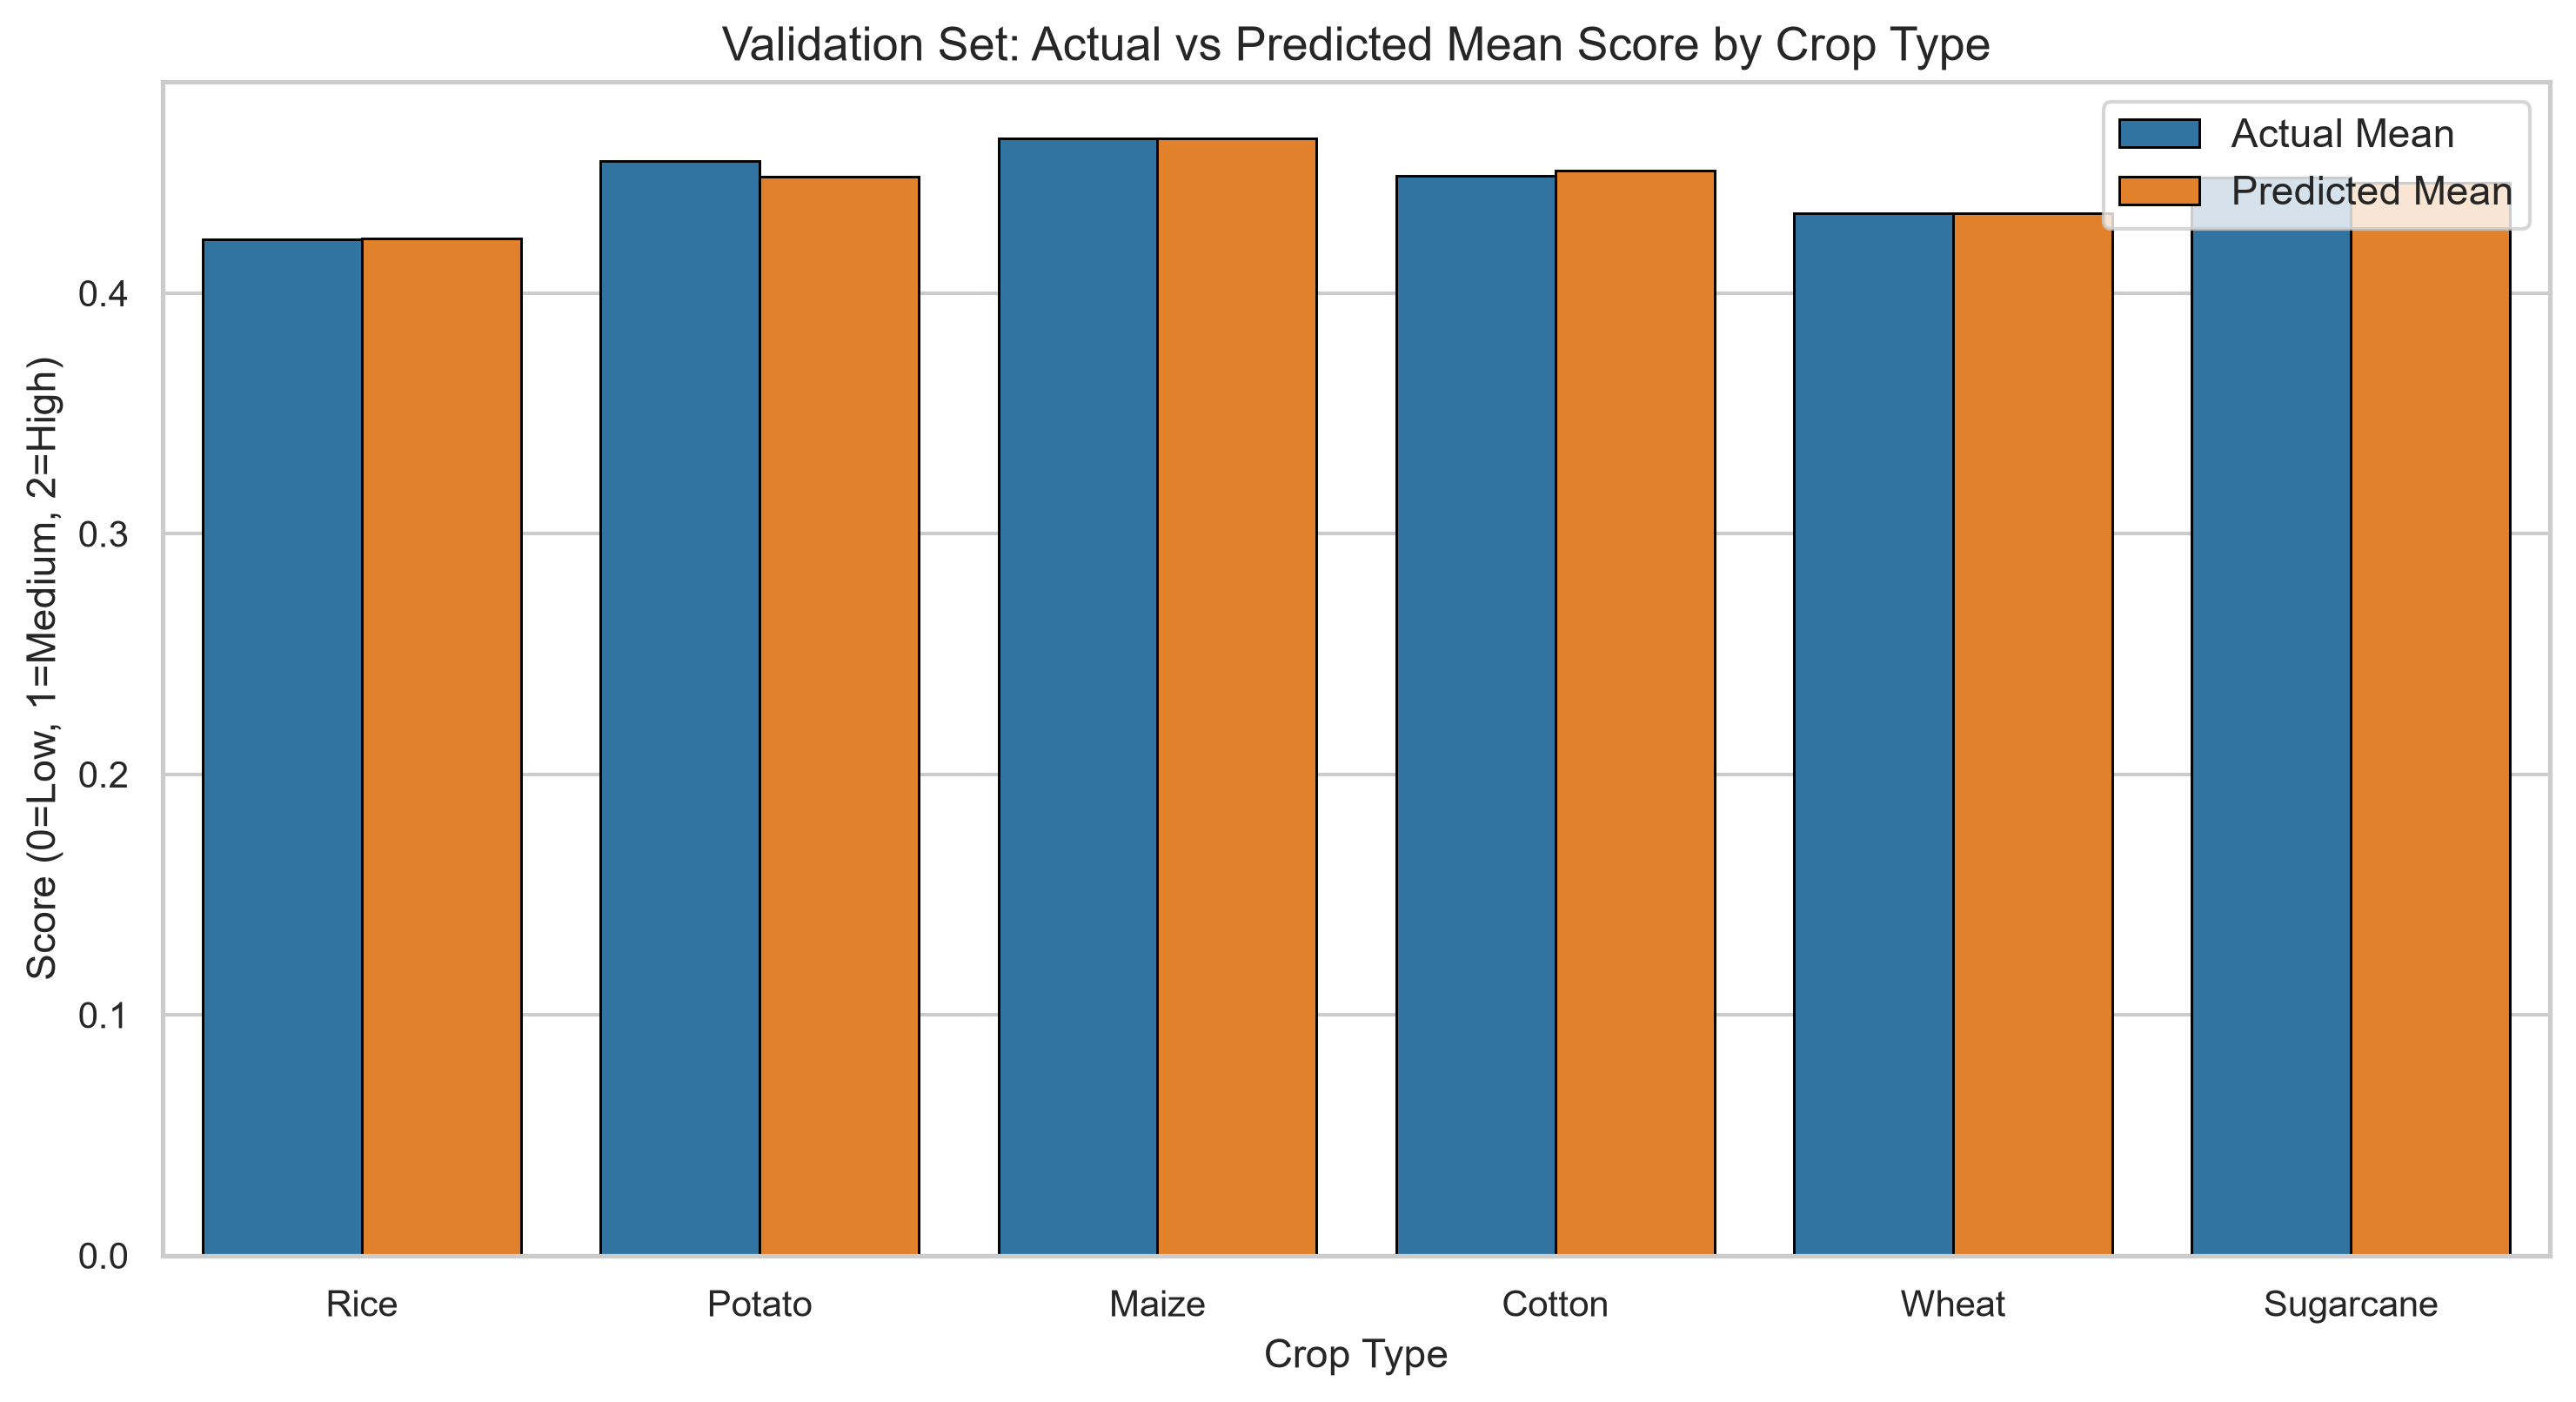 Validation Set: Actual vs Predicted Mean Score by Crop Type
Actual Mean
Predicted Mean
Score (0=Low, 1=Medium, 2=High)
0.4
0.3
0.2
0.1
0.0
Rice
Potato
Maize
Cotton
Wheat
Sugarcane
Crop Type